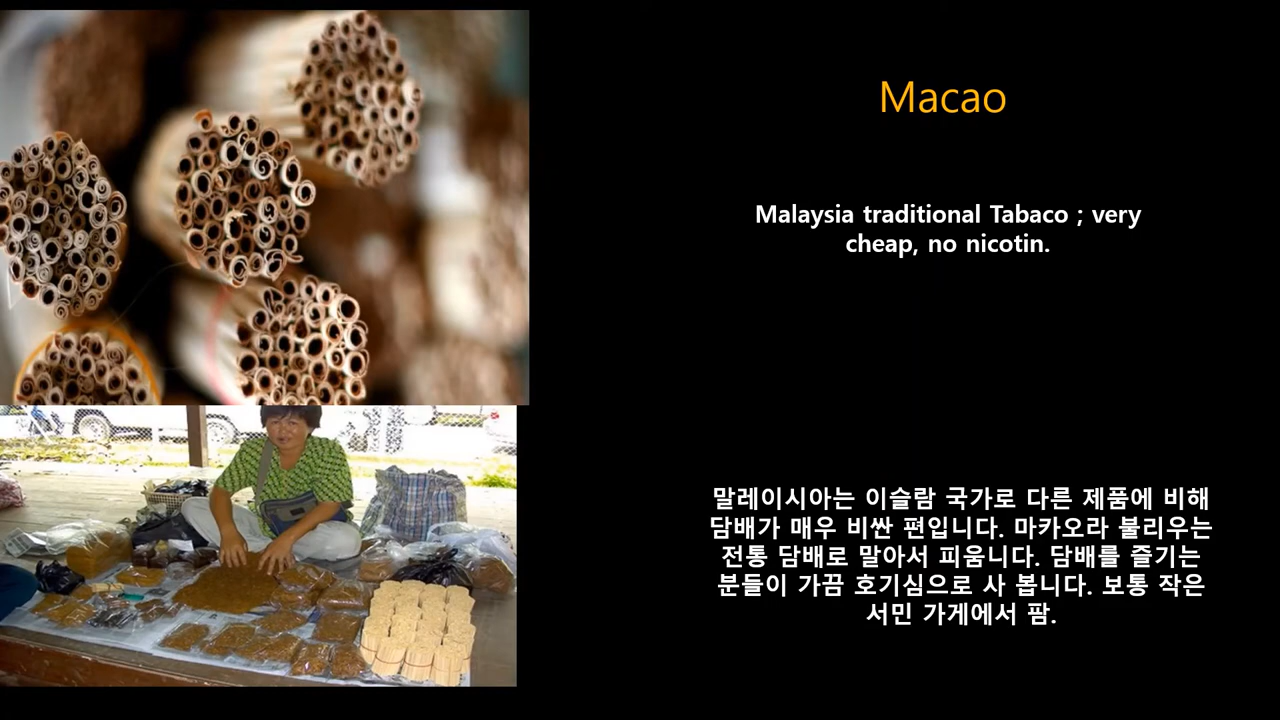 Macao
Malaysia traditional Tabaco ; very
cheap, no nicotin.
말레이시아는 이슬람 국가로 다른 제품에 비해
담배가 매우 비싼 편입니다. 마카오라 불리우는
전통 담배로 말아서 피움니다. 담배를 즐기는
분들이 가끔 호기심으로 사 봅니다. 보통 작은
서민 가게에서 팜.